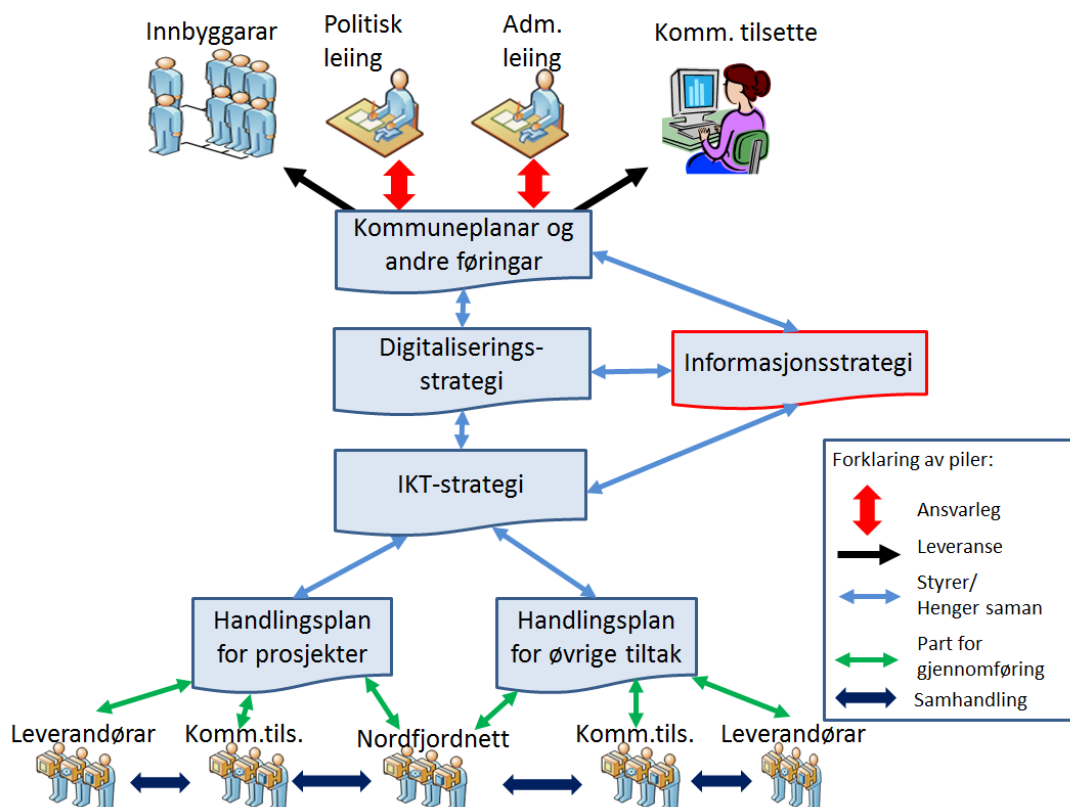 Innbyggarar
Politisk
leiing
Adm.
leiing
Komm. tilsette
Kommuneplanar og
andre føringar
Digitaliserings-
strategi
Informasjonsstrategi
IKT-strategi
Handlingsplan
for prosjekter
Handlingsplan
for øvrige tiltak
Leverandørar
Komm.tils.
Nordfjordnett
Komm.tils.
Leverandørar
Forklaring av piler:
Ansvarleg
Leveranse
Styrer/
Henger saman
Part for
gjennomføring
Samhandling